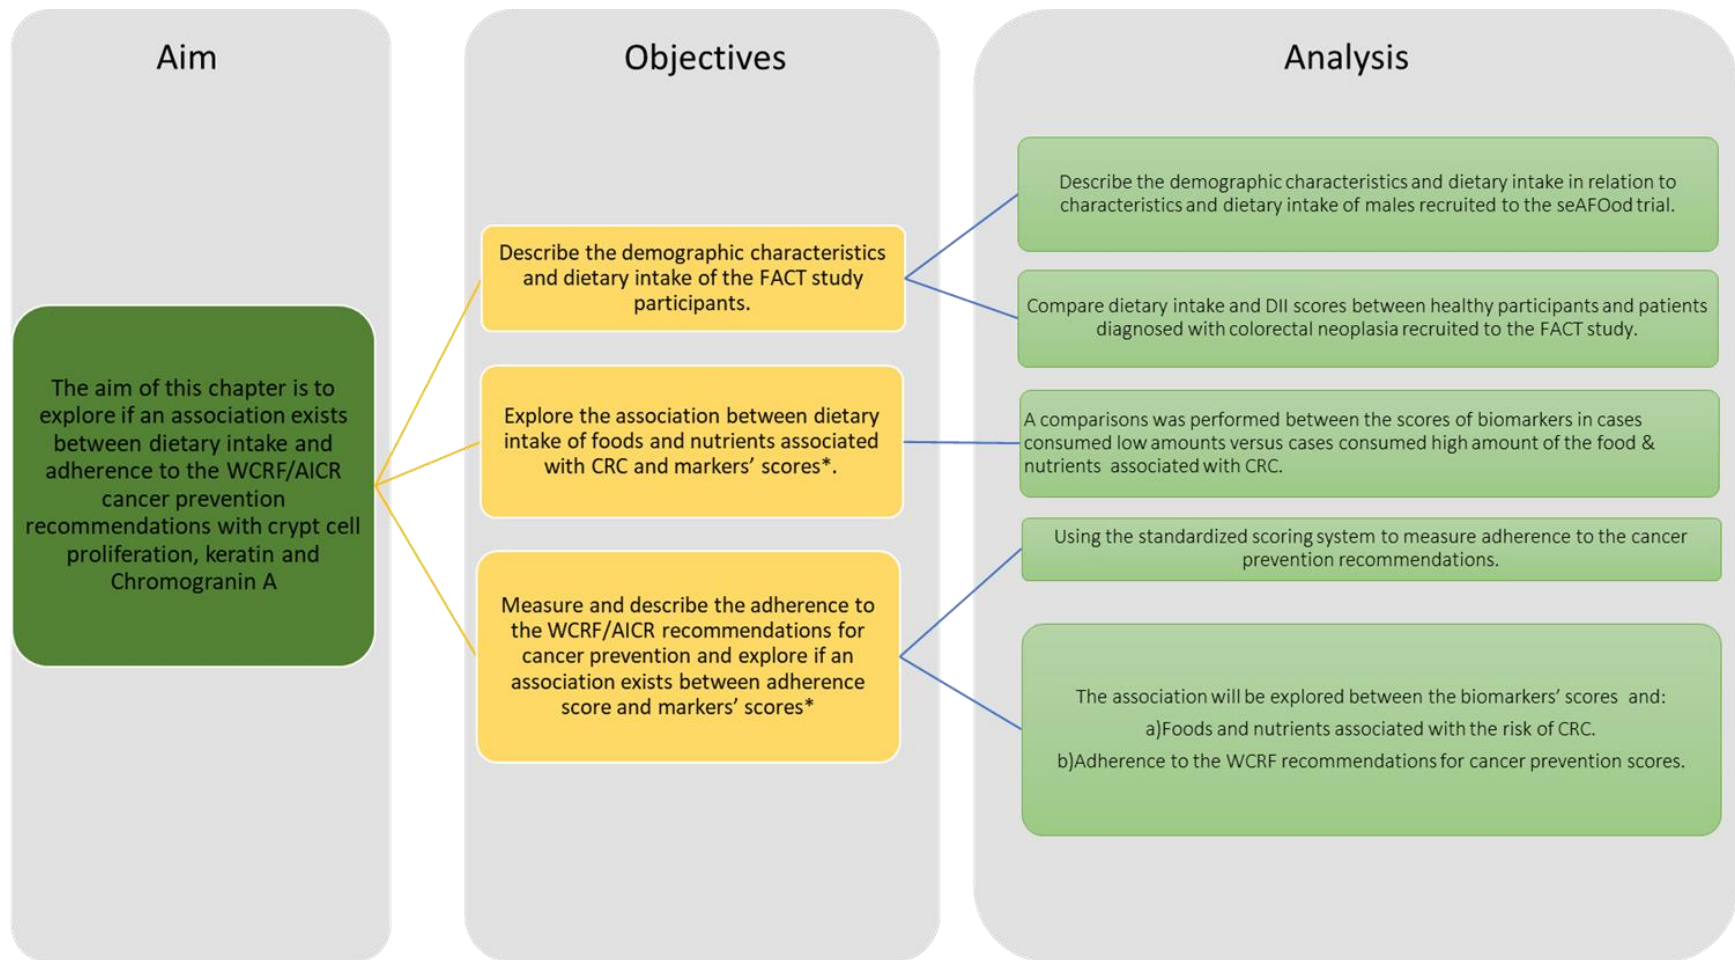 Aim
The aim of this chapter is to
explore if an association exists
between dietary intake and
adherence to the WCRF/AICR
cancer prevention
recommendations with crypt cell
proliferation, keratin and
Chromogranin A
Objectives
Describe the demographic characteristics
and dietary intake of the FACT study
participants.
Explore the association between dietary
intake of foods and nutrients associated
with CRC and markers’ scores*.
Measure and describe the adherence to
the WCRF/AICR recommendations for
cancer prevention and explore if an
association exists between adherence
score and markers’ scores*
Analysis
Describe the demographic characteristics and dietary intake in relation to
characteristics and dietary intake of males recruited to the seAFOod trial.
Compare dietary intake and DII scores between healthy participants and patients
diagnosed with colorectal neoplasia recruited to the FACT study.
A comparisons was performed between the scores of biomarkers in cases
consumed low amounts versus cases consumed high amount of the food &
nutrients associated with CRC.
Using the standardized scoring system to measure adherence to the cancer
prevention recommendations.
The association will be explored between the biomarkers’ scores and:
a)Foods and nutrients associated with the risk of CRC.
b)Adherence to the WCRF recommendations for cancer prevention scores.